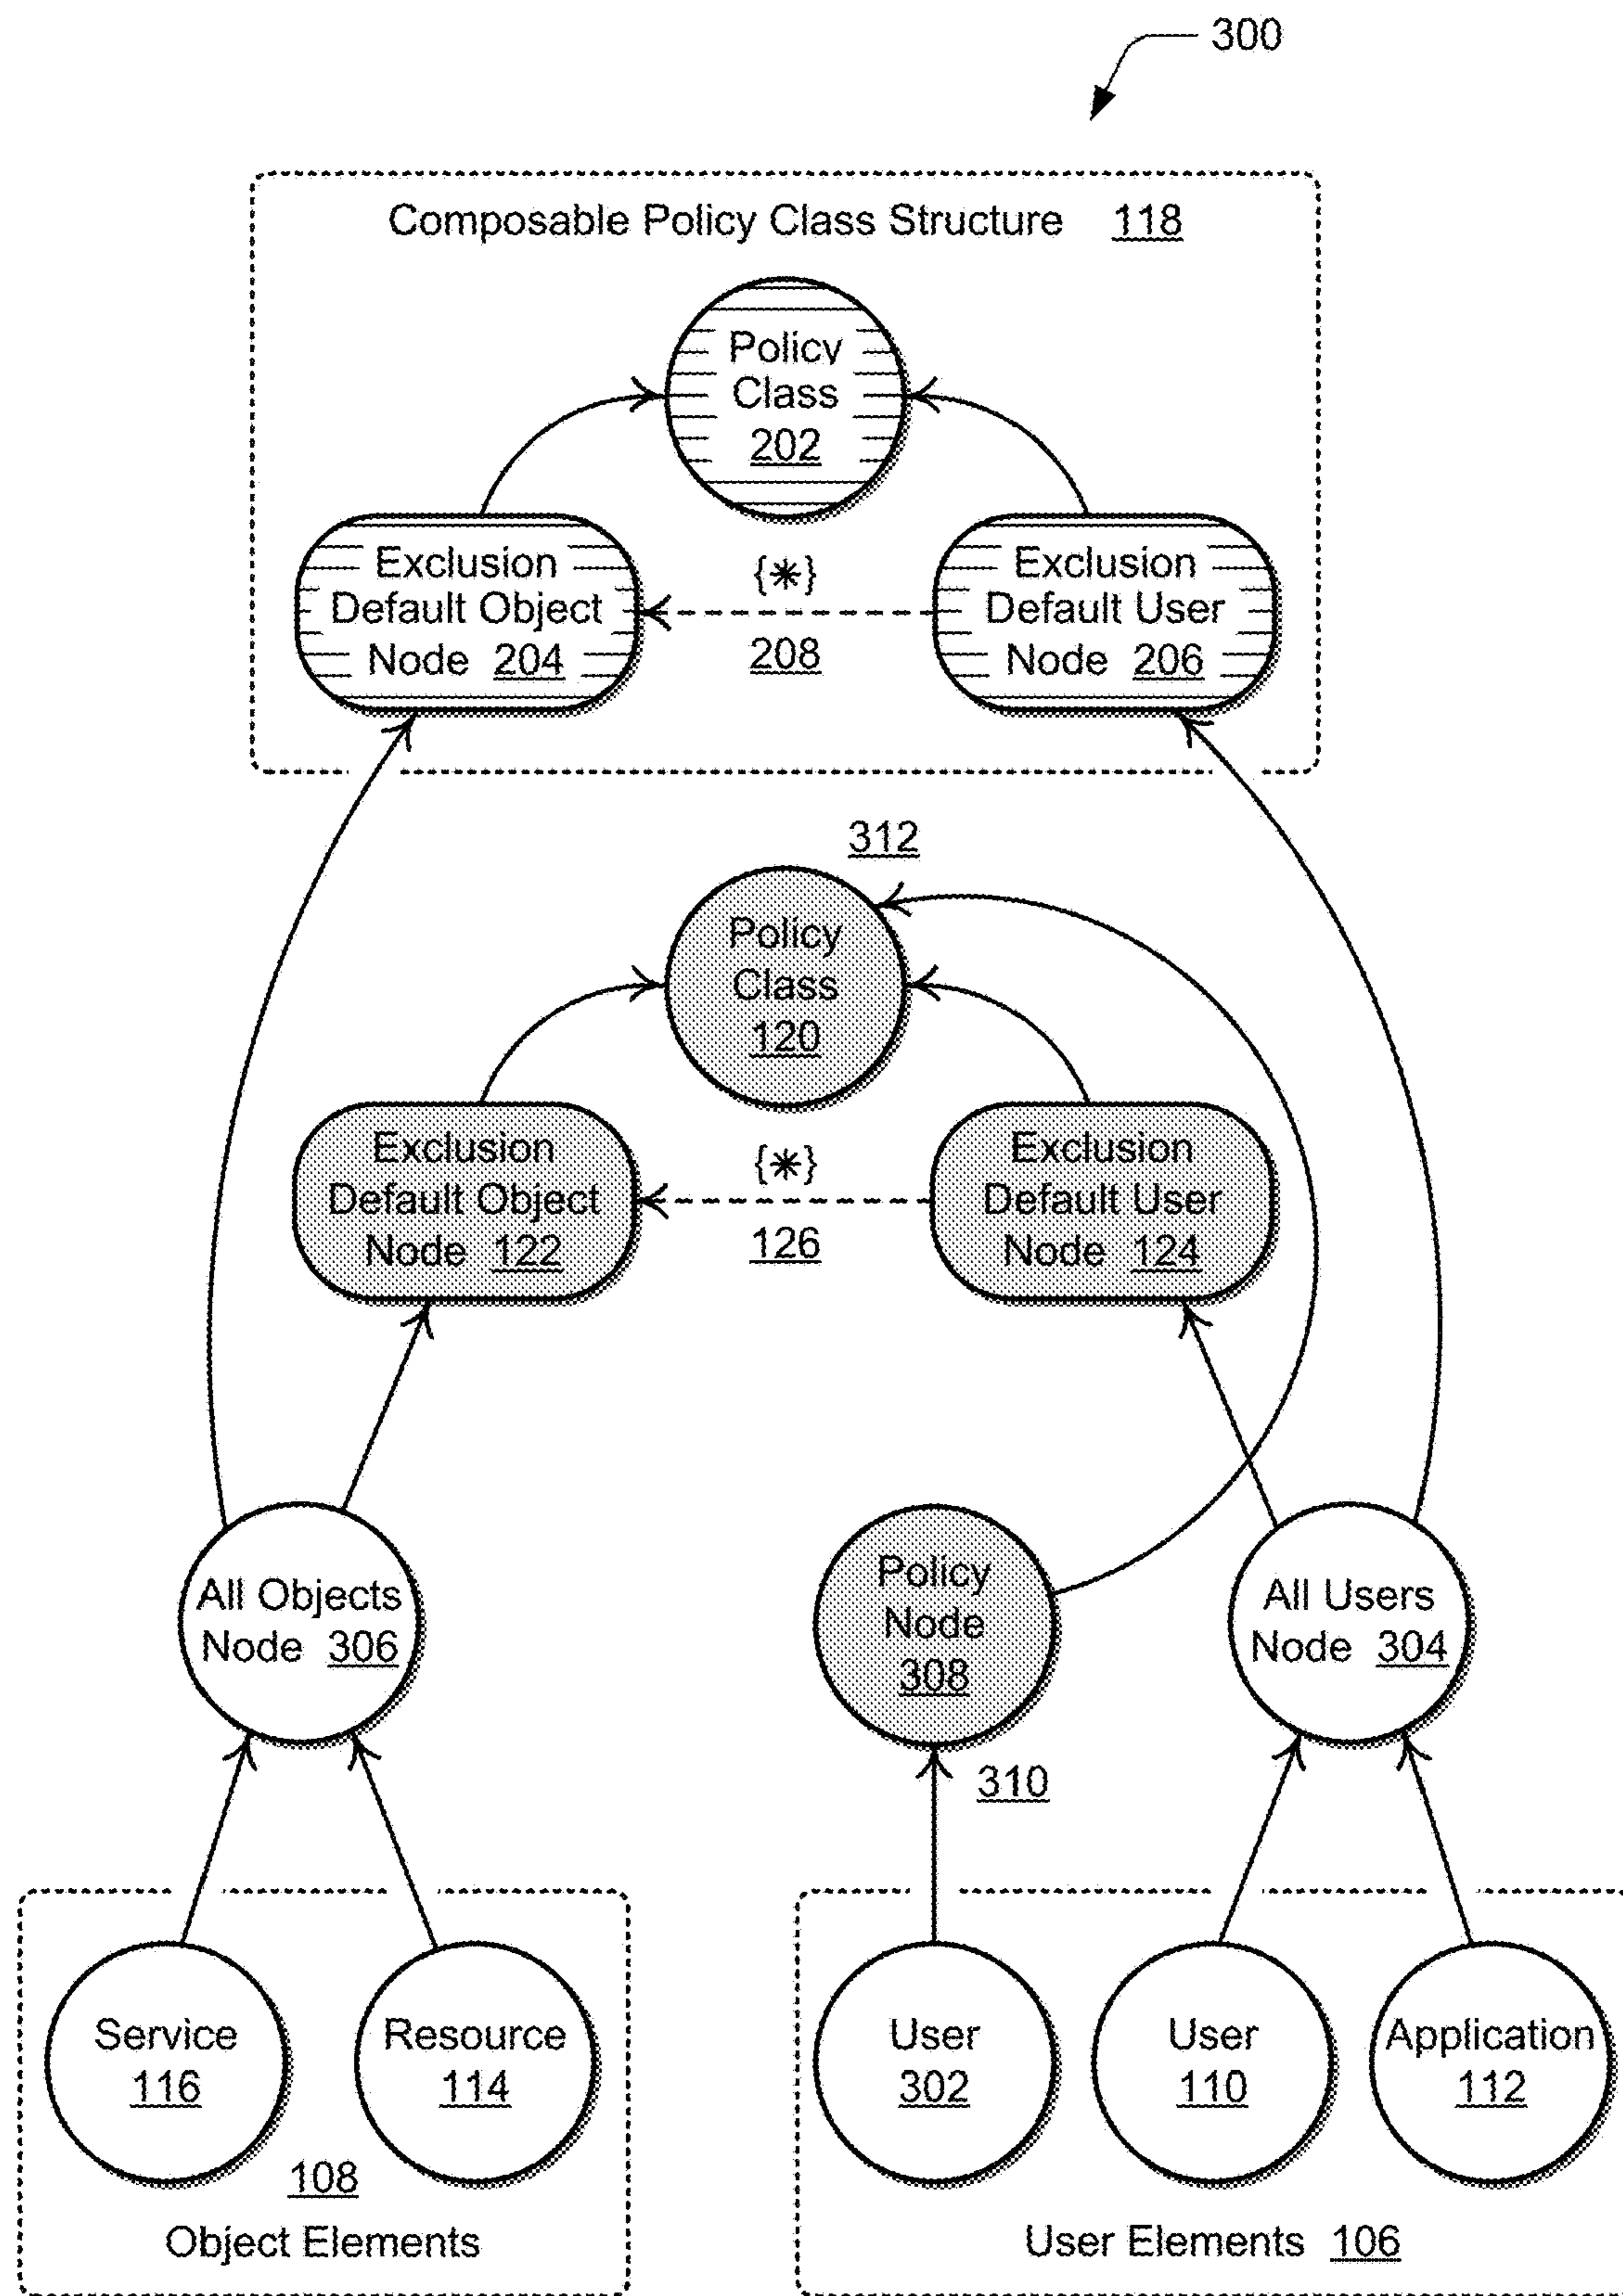 300
Composable Policy Class Structure 118
Policy
Class
202
Exclusion
Default Object
Node 204
{*}
208
Exclusion
Default User
Node 206
312
Policy
Class
120
Exclusion
Default Object
Node 122
{*}
126
Exclusion
Default User
Node 124
All Objects
Node 306
Policy
Node
308
All Users
Node 304
310
Service
116
Resource
114
User
302
User
110
Application
112
108
Object Elements
User Elements 106